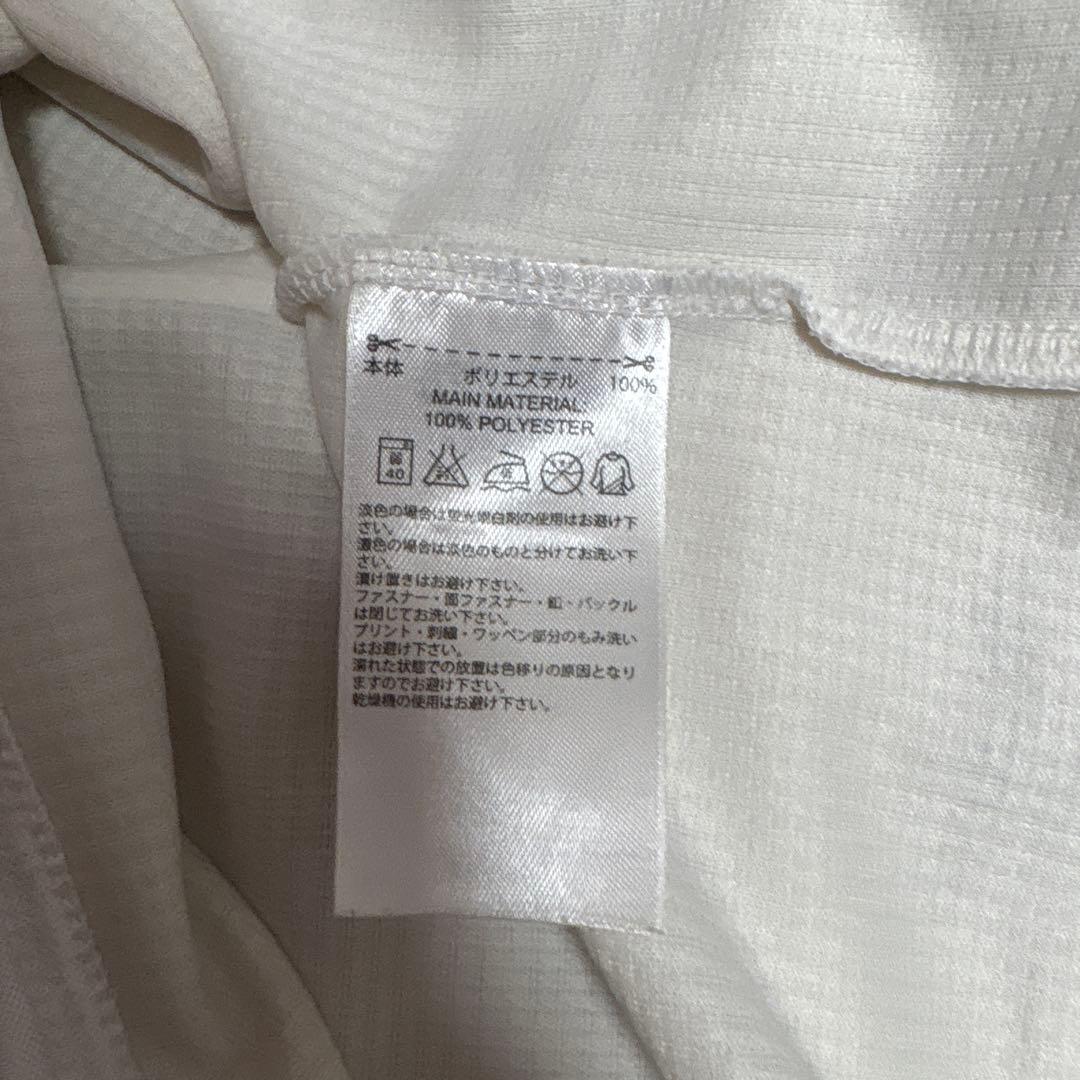 本体 ポリエステル 100%
MAIN MATERIAL:
100% POLYESTER
弱
40
淡色の場合は蛍光増白剤の使用はお避け下
さい。
濃色の場合は淡色のものと分けてお洗い下
さい。
漬け置きはお避け下さい。
ファスナー・面ファスナー・釦・バックル
は閉じてお洗い下さい。
プリント・刺繍・ワッペン部分のもみ洗い
はお避け下さい。
濡れた状態での放置は色移りの原因となり
ますのでお避け下さい。
乾燥機の使用はお避け下さい。